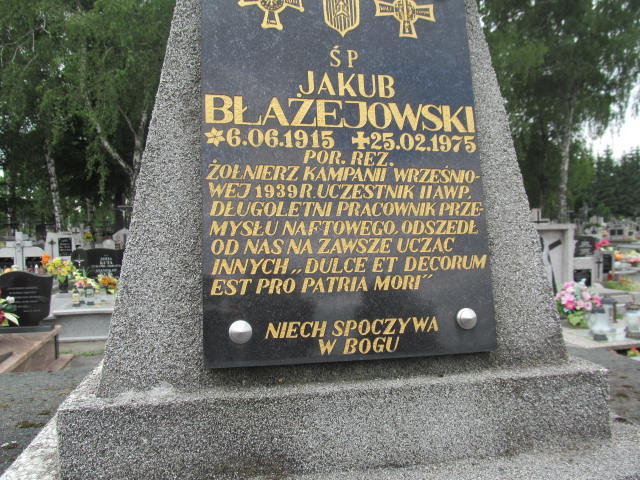 Ś P
JAKUB
BŁAŻEJOWSKI
6.06.1915 25.02.1975
POR. REZ.
ŻOŁNIERZ KAMPANII WRZEŚNIO-
WEJ 1939 R. UCZESTNIK II AWP.
DŁUGOLETNI PRACOWNIK PRZE-
MYSŁU NAFTOWEGO. ODSZEDŁ
OD NAS NA ZAWSZE UCZĄC
INNYCH „DULCE ET DECORUM
EST PRO PATRIA MORI"
NIECH SPOCZYWA
W BOGU